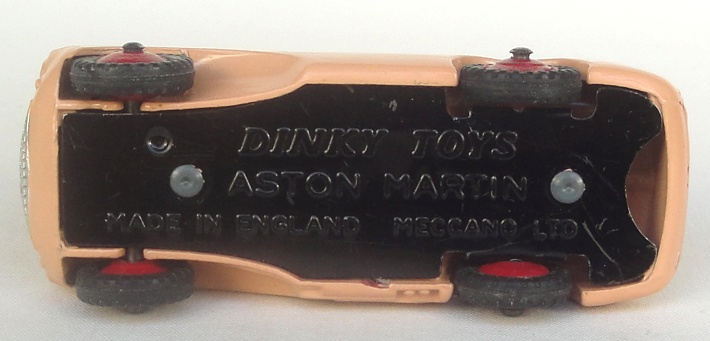 DINKY TOYS
ASTON MARTIN
MADE IN ENGLAND MECCANO LTD